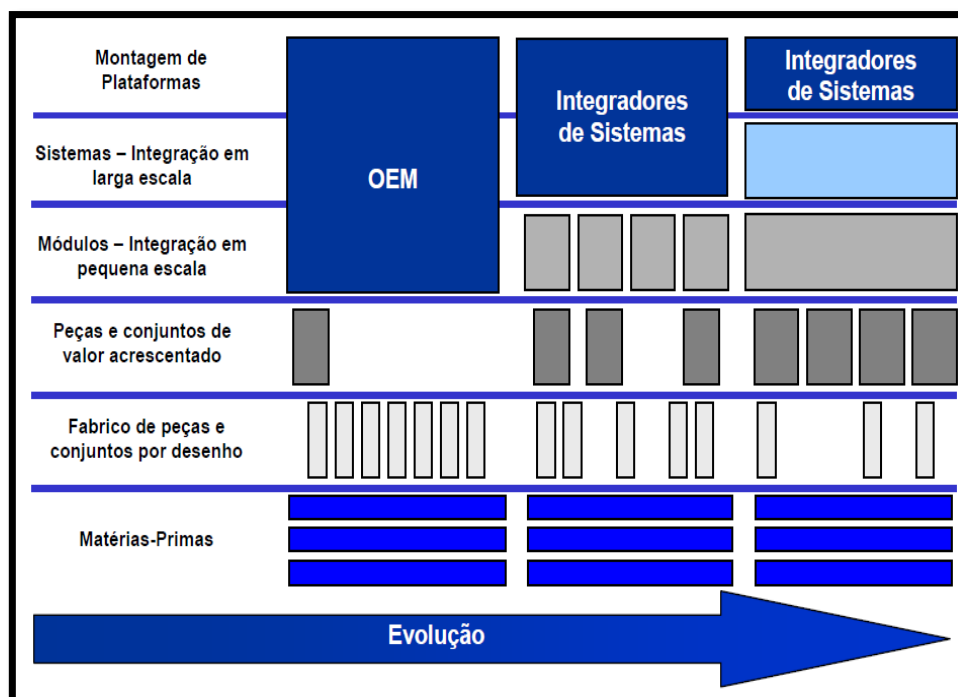 Montagem de
Plataformas
Integradores
de Sistemas
Integradores
de Sistemas
Sistemas – Integração em
larga escala
OEM
Módulos – Integração em
pequena escala
Peças e conjuntos de
valor acrescentado
Fabrico de peças e
conjuntos por desenho
Matérias-Primas
Evolução